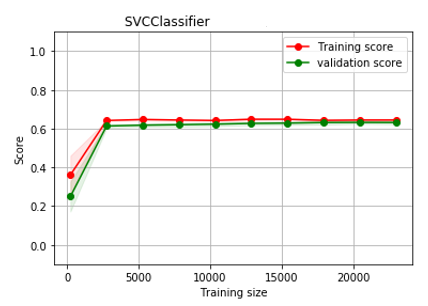 SVCClassifier
1.0
0.8
0.6
0.4
0.2
0.0
Score
Training score
validation score
0
5000
10000
15000
20000
Training size